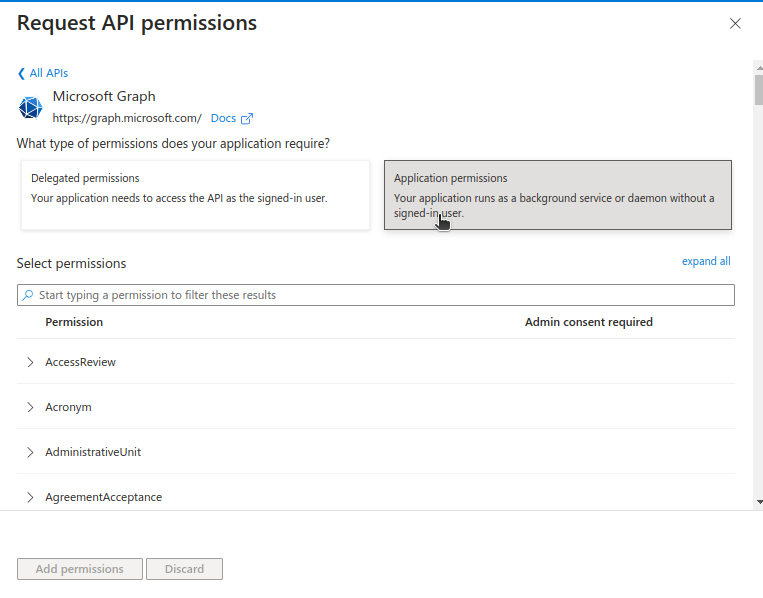 Request API permissions
All APIs
Microsoft Graph
https://graph.microsoft.com/ Docs
What type of permissions does your application require?
Delegated permissions
Your application needs to access the API as the signed-in user.
Application permissions
Your application runs as a background service or daemon without a
signed-in user.
Select permissions
expand all
Start typing a permission to filter these results
Permission Admin consent required
AccessReview
Acronym
AdministrativeUnit
AgreementAcceptance
Add permissions Discard